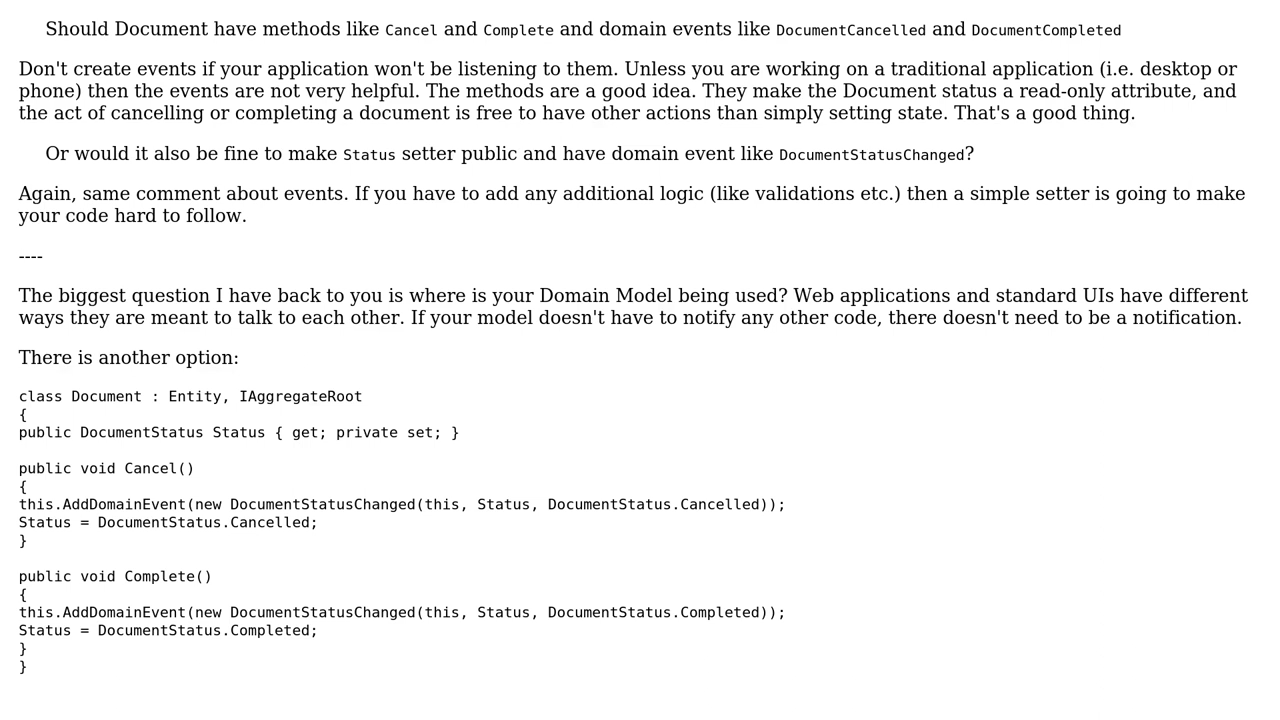 Should Document have methods like Cancel and Complete and domain events like DocumentCancelled and DocumentCompleted
Don't create events if your application won't be listening to them. Unless you are working on a traditional application (i.e. desktop or
phone) then the events are not very helpful. The methods are a good idea. They make the Document status a read-only attribute, and
the act of cancelling or completing a document is free to have other actions than simply setting state. That's a good thing.
Or would it also be fine to make Status setter public and have domain event like DocumentStatusChanged?
Again, same comment about events. If you have to add any additional logic (like validations etc.) then a simple setter is going to make
your code hard to follow.
----
The biggest question I have back to you is where is your Domain Model being used? Web applications and standard UIs have different
ways they are meant to talk to each other. If your model doesn't have to notify any other code, there doesn't need to be a notification.
There is another option:
class Document : Entity, IAggregateRoot
{
public DocumentStatus Status { get; private set; }
public void Cancel()
{
this.AddDomainEvent(new DocumentStatusChanged(this, Status, DocumentStatus.Cancelled));
Status = DocumentStatus.Cancelled;
}
public void Complete()
{
this.AddDomainEvent(new DocumentStatusChanged(this, Status, DocumentStatus.Completed));
Status = DocumentStatus.Completed;
}
}